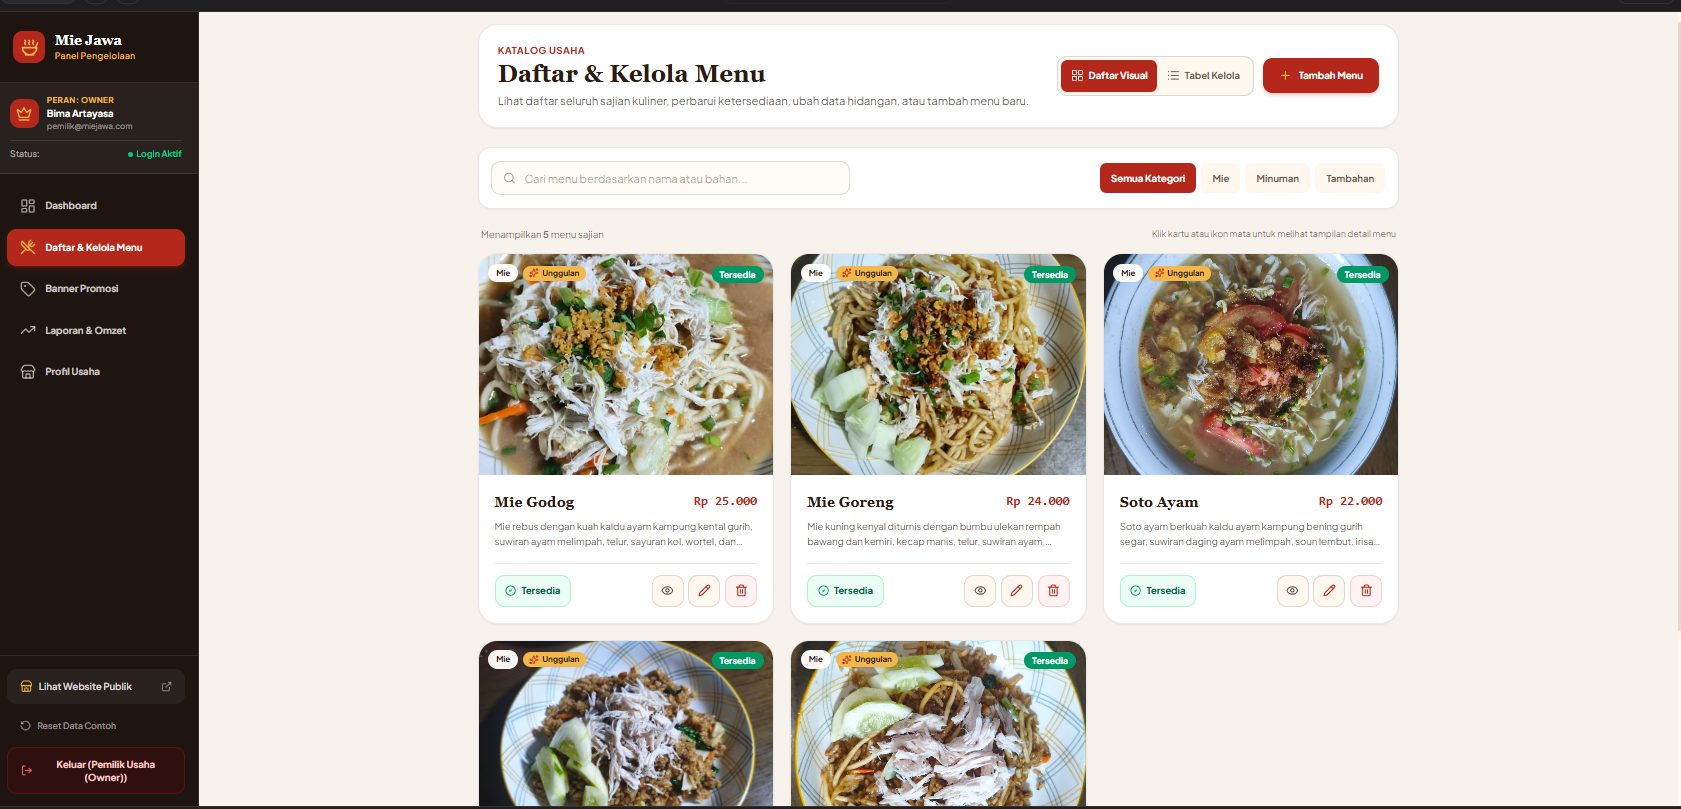 Mie Jawa
Panel Pengelolaan
PERAN: OWNER
Bima Artayasa
pemilik@miejawa.com
Status:
Login Aktif
Dashboard
Daftar & Kelola Menu
Banner Promosi
Laporan & Omzet
Profil Usaha
Lihat Website Publik
Reset Data Contoh
Keluar (Pemilik Usaha
(Owner))
KATALOG USAHA
Daftar & Kelola Menu
Lihat daftar seluruh sajian kuliner, perbarui ketersediaan, ubah data hidangan, atau tambah menu baru.
Daftar Visual
Tabel Kelola
Tambah Menu
Cari menu berdasarkan nama atau bahan...
Semua Kategori
Mie
Minuman
Tambahan
Menampilkan 5 menu sajian
Klik kartu atau ikon mata untuk melihat tampilan detail menu
Mie
Unggulan
Tersedia
Mie Godog
Rp 25.000
Mie rebus dengan kuah kaldu ayam kampung kental gurih,
suwiran ayam melimpah, telur, sayuran kol, wortel, dan...
Tersedia
Mie
Unggulan
Tersedia
Mie Goreng
Rp 24.000
Mie kuning kenyal ditumis dengan bumbu ulekan rempah
bawang dan kemiri, kecap manis, telur, suwiran ayam,...
Tersedia
Mie
Unggulan
Tersedia
Soto Ayam
Rp 22.000
Soto ayam berkuah kaldu ayam kampung bening gurih
segar, suwiran daging ayam melimpah, soun lembut, irisa...
Tersedia
Mie
Unggulan
Tersedia
Mie
Unggulan
Tersedia